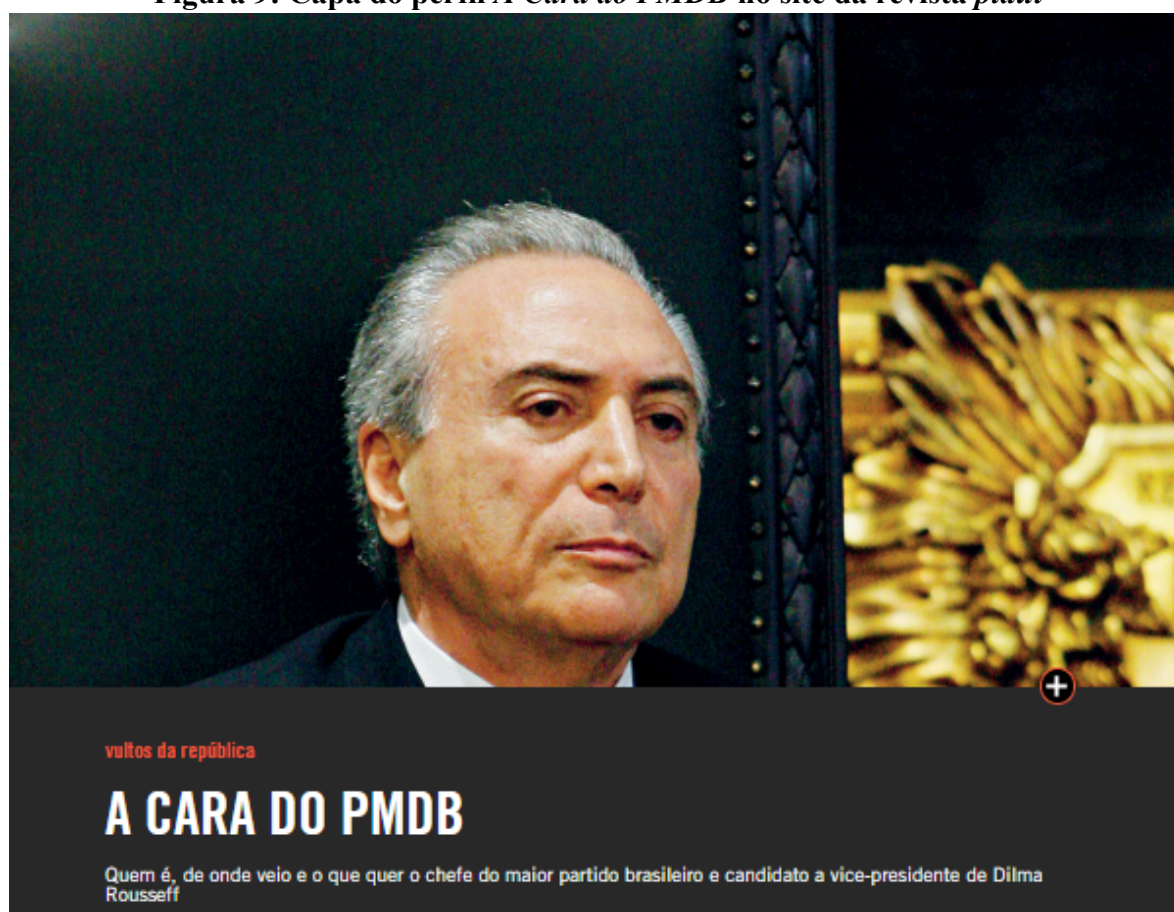 Figura 9: Capa do perfil A Cara do PMDB no site da revista piauí
vultos da república
A CARA DO PMDB
Quem é, de onde veio e o que quer o chefe do maior partido brasileiro e candidato a vice-presidente de Dilma
Rousseff